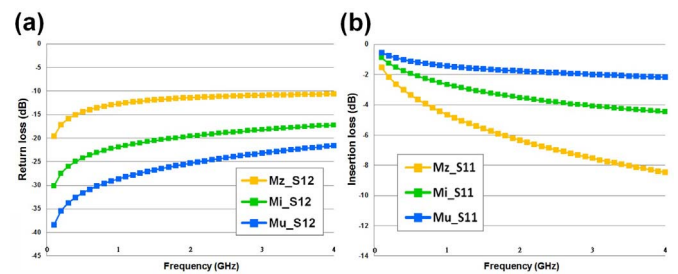 (a)
Return loss (dB)
0
-5
-10
-15
-20
-25
-30
-35
-40
-45
0
1
2
3
4
Frequency (GHz)
Mz_S12
Mi_S12
Mu_S12
(b)
Insertion loss (dB)
0
-2
-4
-6
-8
-10
-12
-14
0
1
2
3
4
Frequency (GHz)
Mz_S11
Mi_S11
Mu_S11